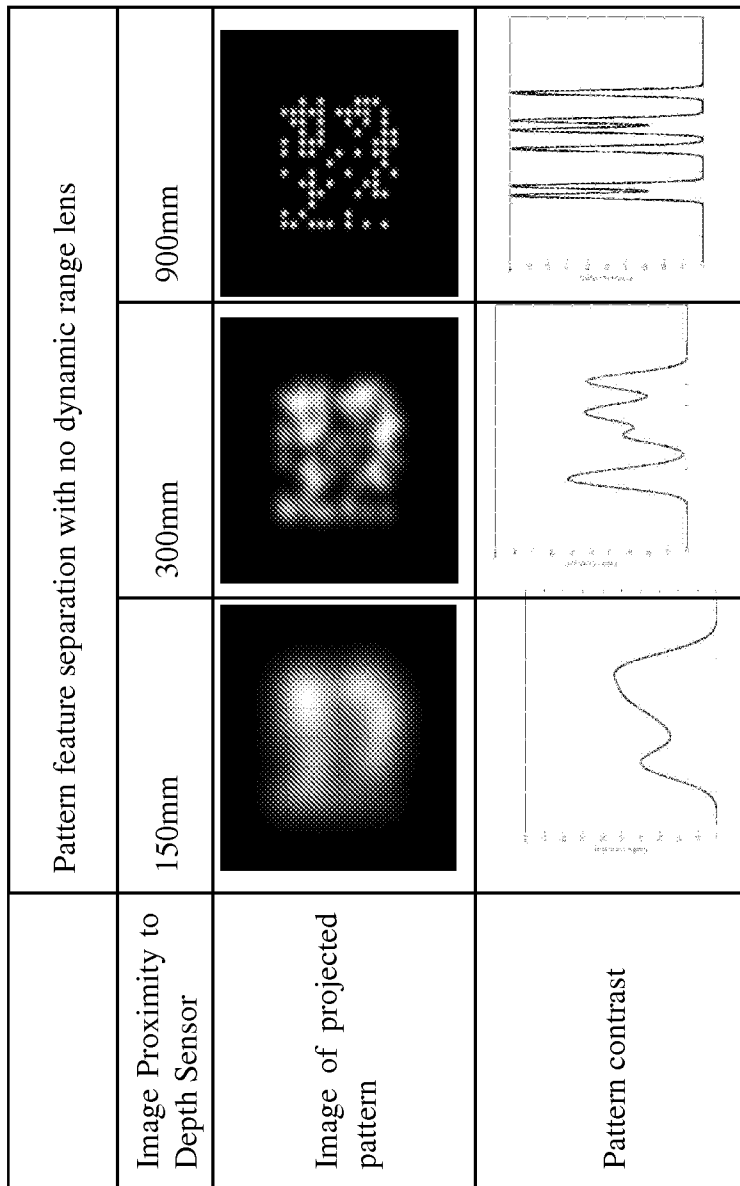 Pattern feature separation with no dynamic range lens
Image Proximity to
Depth Sensor
150mm
300mm
900mm
Image of projected
pattern
Pattern contrast